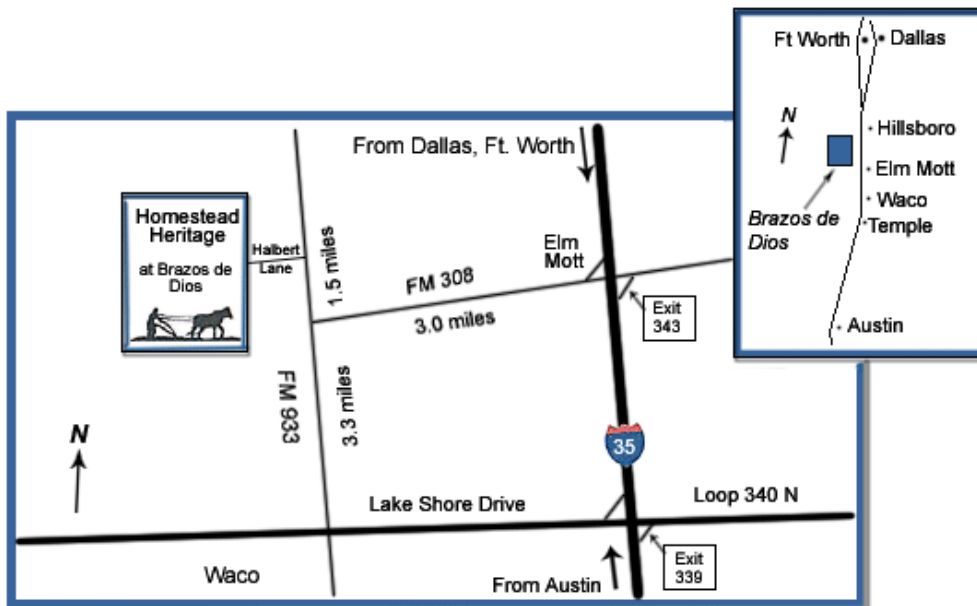 Ft Worth
Dallas
N
Hillsboro
Elm Mott
Waco
Temple
Brazos de
Dios
Austin
From Dallas, Ft. Worth
Homestead
Heritage
at Brazos de
Dios
Halbert
Lane
1.5 miles
Elm
Mott
FM 308
3.0 miles
Exit
343
FM 933
3.3 miles
N
35
Lake Shore Drive
Loop 340 N
Waco
From Austin
Exit
339